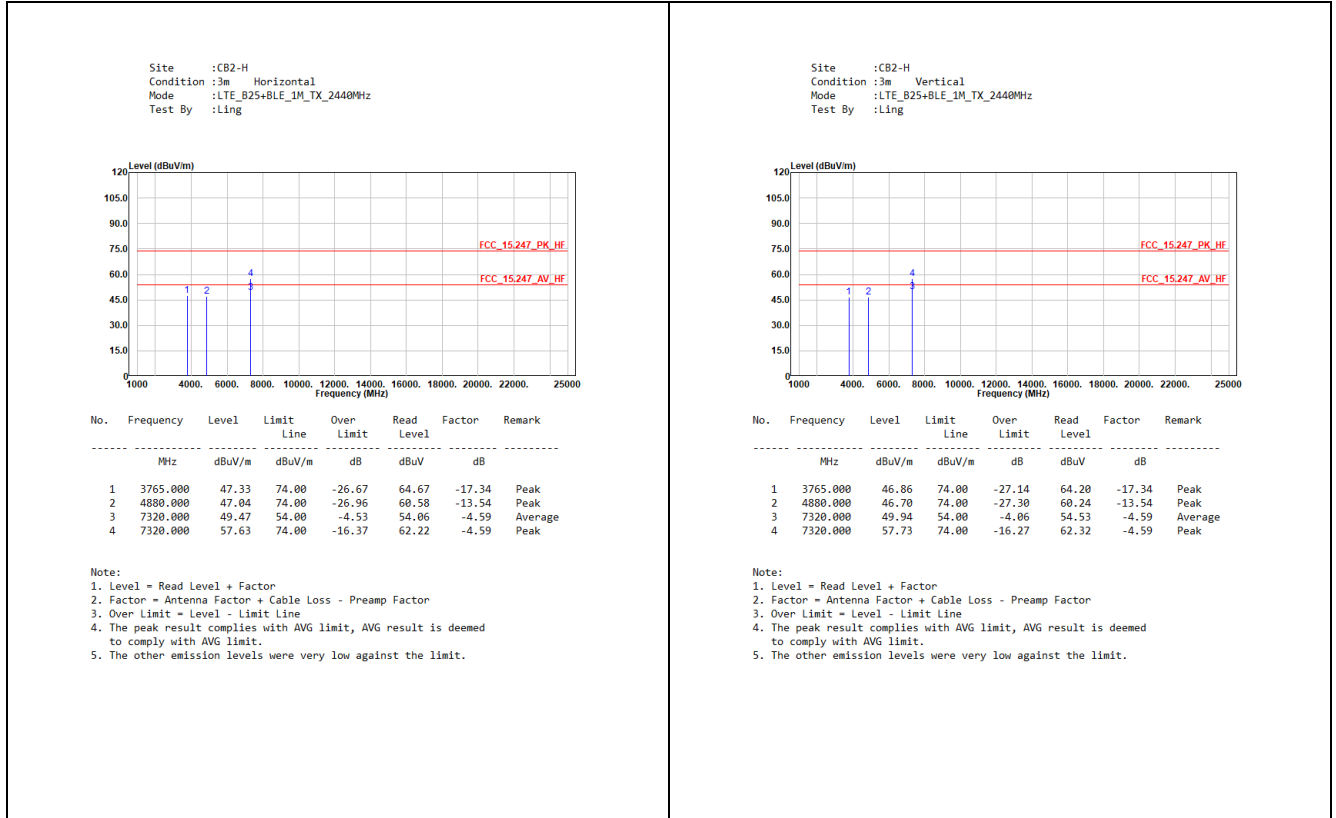 Site :CB2-H
Condition :3m Horizontal
Mode :LTE_B25+BLE_1M_TX_2440MHz
Test By :Ling
Level (dBuV/m)
120
105.0
90.0
75.0
60.0
45.0
30.0
15.0
0
FCC_15.247_PK_HF
FCC_15.247_AV_HF
1
2
3
4
1000 4000. 6000. 8000. 10000. 12000. 14000. 16000. 18000. 20000. 22000. 25000
Frequency (MHz)
No. Frequency Level Limit Over Read Factor Remark
Line Limit Level
------ ---------- -------- --------- --------- -------- -------- ---------
MHz dBuV/m dBuV/m dB dBuV dB
1 3765.000 47.33 74.00 -26.67 64.67 -17.34 Peak
2 4880.000 47.04 74.00 -26.96 60.58 -13.54 Peak
3 7320.000 49.47 54.00 -4.53 54.06 -4.59 Average
4 7320.000 57.63 74.00 -16.37 62.22 -4.59 Peak
Note:
1. Level = Read Level + Factor
2. Factor = Antenna Factor + Cable Loss - Preamp Factor
3. Over Limit = Level - Limit Line
4. The peak result complies with AVG limit, AVG result is deemed
to comply with AVG limit.
5. The other emission levels were very low against the limit.
Site :CB2-H
Condition :3m Vertical
Mode :LTE_B25+BLE_1M_TX_2440MHz
Test By :Ling
Level (dBuV/m)
120
105.0
90.0
75.0
60.0
45.0
30.0
15.0
0
FCC_15.247_PK_HF
FCC_15.247_AV_HF
1
2
3
4
1000 4000. 6000. 8000. 10000. 12000. 14000. 16000. 18000. 20000. 22000. 25000
Frequency (MHz)
No. Frequency Level Limit Over Read Factor Remark
Line Limit Level
------ ---------- -------- --------- --------- -------- -------- ---------
MHz dBuV/m dBuV/m dB dBuV dB
1 3765.000 46.86 74.00 -27.14 64.20 -17.34 Peak
2 4880.000 46.70 74.00 -27.30 60.24 -13.54 Peak
3 7320.000 49.94 54.00 -4.06 54.53 -4.59 Average
4 7320.000 57.73 74.00 -16.27 62.32 -4.59 Peak
Note:
1. Level = Read Level + Factor
2. Factor = Antenna Factor + Cable Loss - Preamp Factor
3. Over Limit = Level - Limit Line
4. The peak result complies with AVG limit, AVG result is deemed
to comply with AVG limit.
5. The other emission levels were very low against the limit.